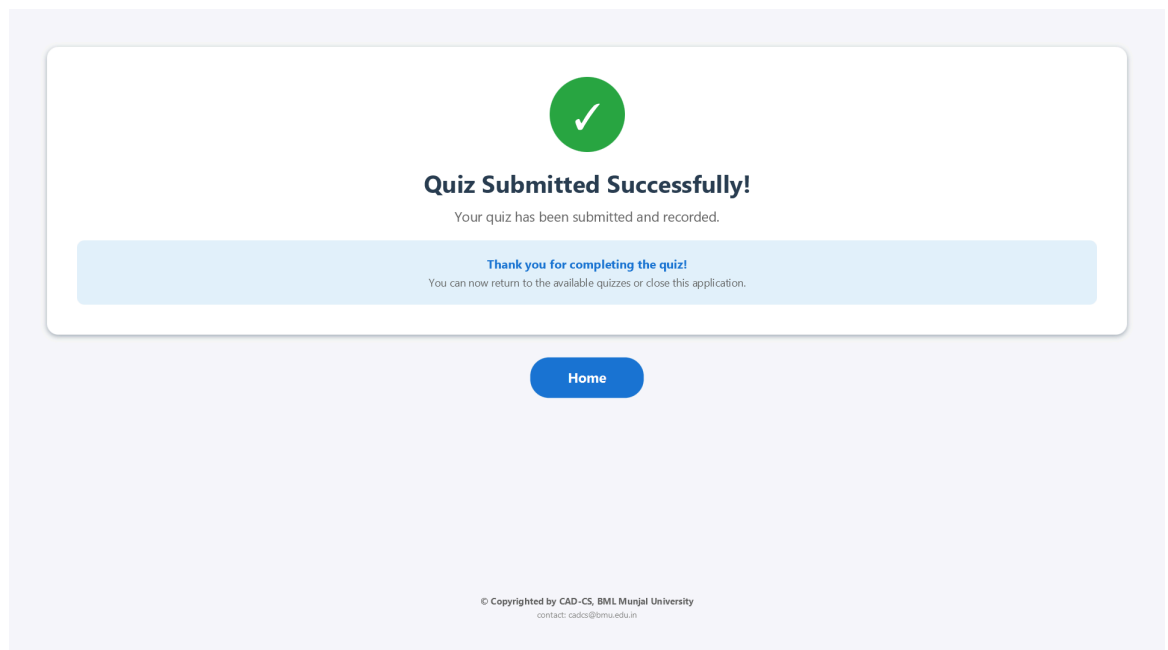 ✓
Quiz Submitted Successfully!
Your quiz has been submitted and recorded.
Thank you for completing the quiz!
You can now return to the available quizzes or close this application.
Home
© Copyrighted by CAD-CS, BML Munjal University
contact: cadcs@bmu.edu.in